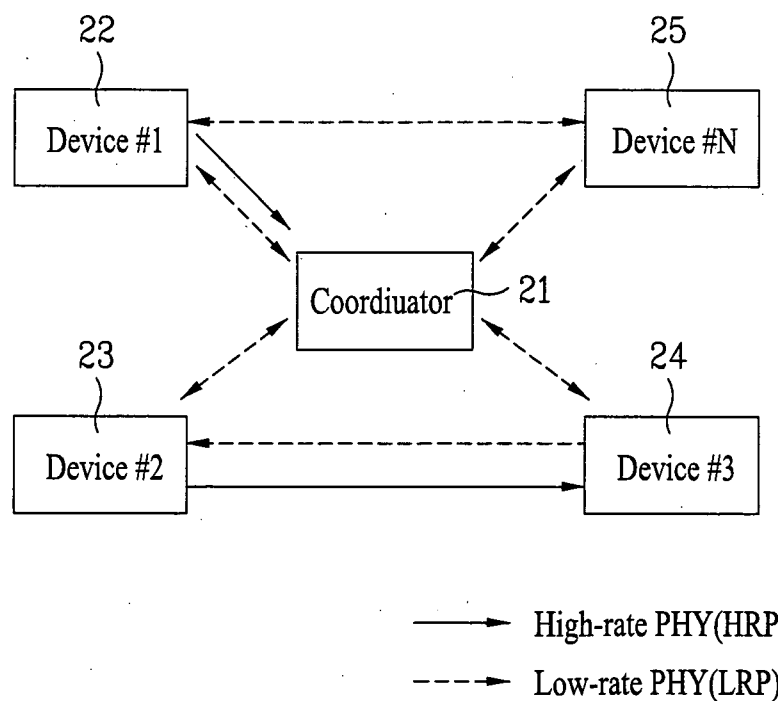 22
25
Device #1
Device #N
Coordiuator
21
23
24
Device #2
Device #3
High-rate PHY(HRP
Low-rate PHY(LRP)